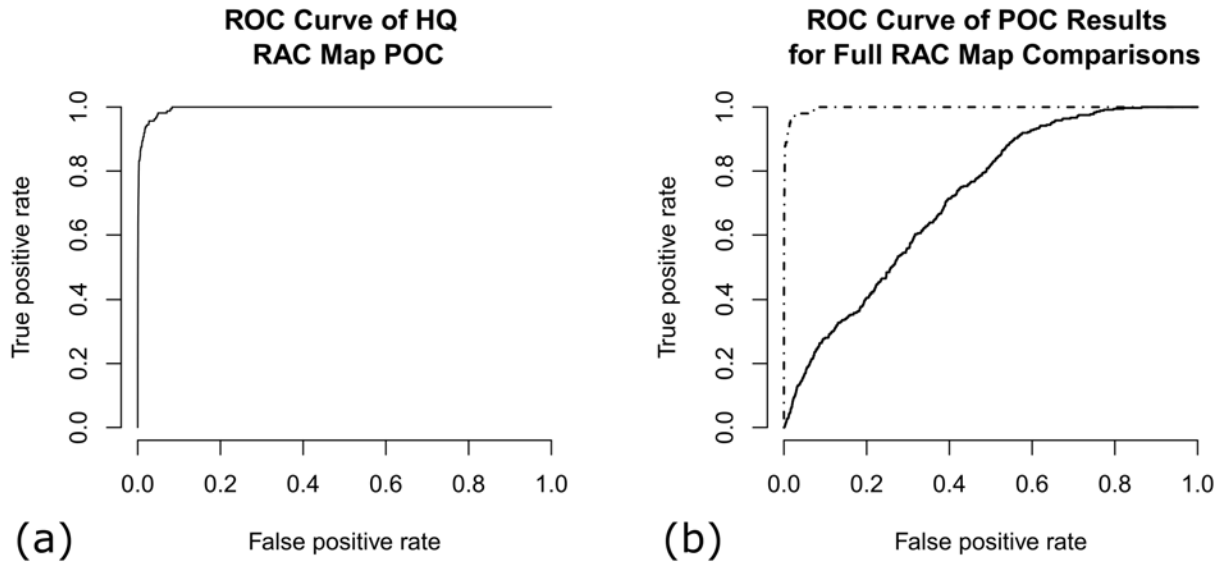 ROC Curve of HQ
RAC Map POC
True positive rate
0.0 0.2 0.4 0.6 0.8 1.0
0.0 0.2 0.4 0.6 0.8 1.0
False positive rate
(a)
ROC Curve of POC Results
for Full RAC Map Comparisons
True positive rate
0.0 0.2 0.4 0.6 0.8 1.0
0.0 0.2 0.4 0.6 0.8 1.0
False positive rate
(b)